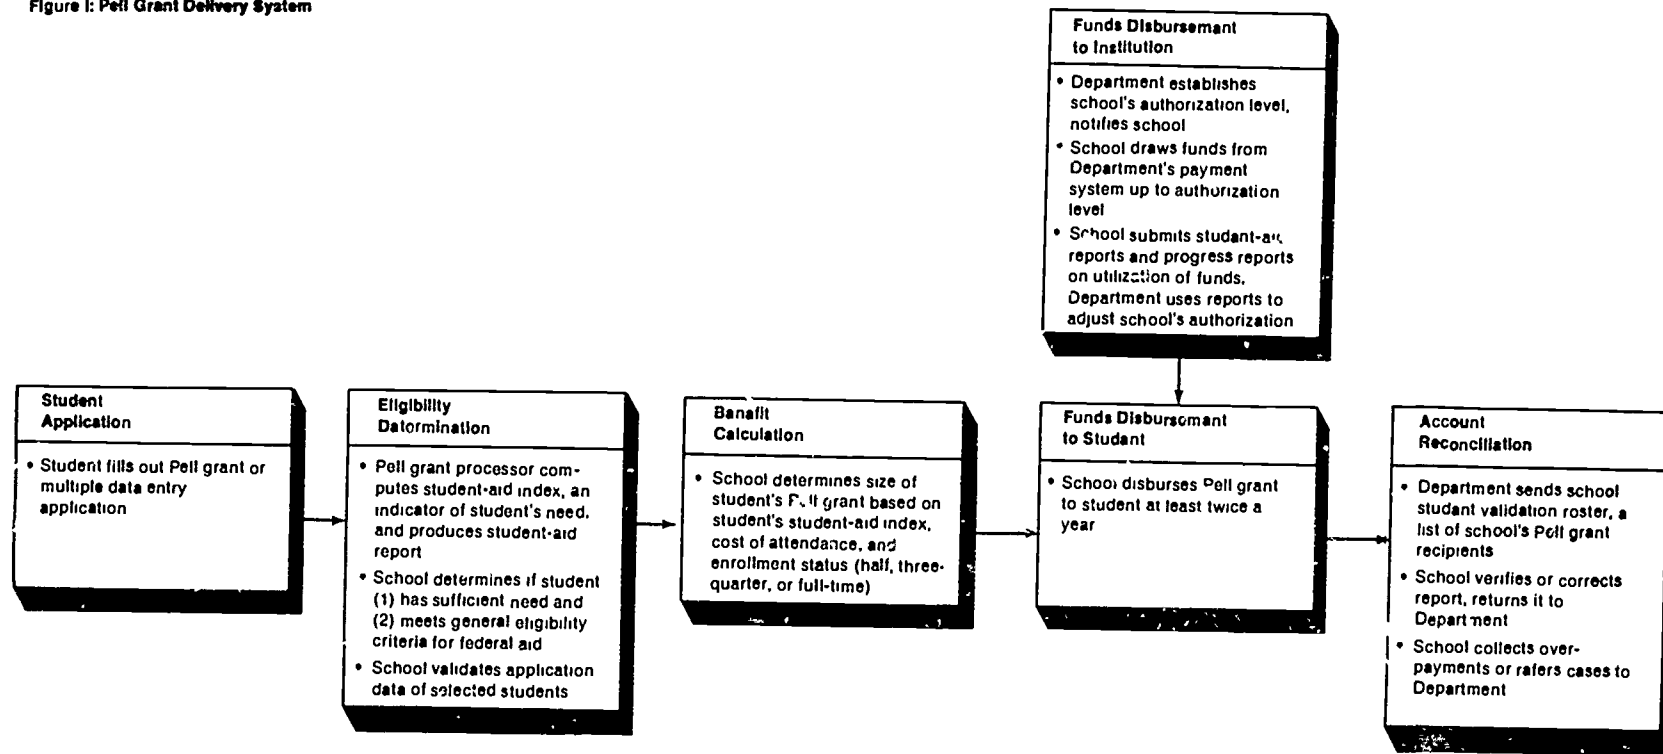 Figure I: Pell Grant Delivery System
Funds Disbursement
to Institution
• Department establishes
school's authorization level,
notifies school
• School draws funds from
Department's payment
system up to authorization
level
• School submits
reports and progress reports
on utilization of funds.
Department uses reports to
adjust school's authorization
Student
Application
• Student fills out Pell grant or
multiple data entry
application
Eligibility
Determination
• Pell grant processor com-
putes student-aid index, an
indicator of student's need,
and produces student-aid
report
• School determines if student
(1) has sufficient need and
(2) meets general eligibility
criteria for federal aid
• School validates application
data of selected students
Benefit
Calculation
• School determines size of
student's Pell grant based on
student's student-aid index,
cost of attendance, and
enrollment status (half, three-
quarter, or full-time)
Funds Disbursement
to Student
• School disburses Pell grant
to student at least twice a
year
Account
Reconciliation
• Department sends school
student validation roster, a
list of school's Pell grant
recipients
• School verifies or corrects
report, returns it to
Department
• School collects over-
payments or refers cases to
Department